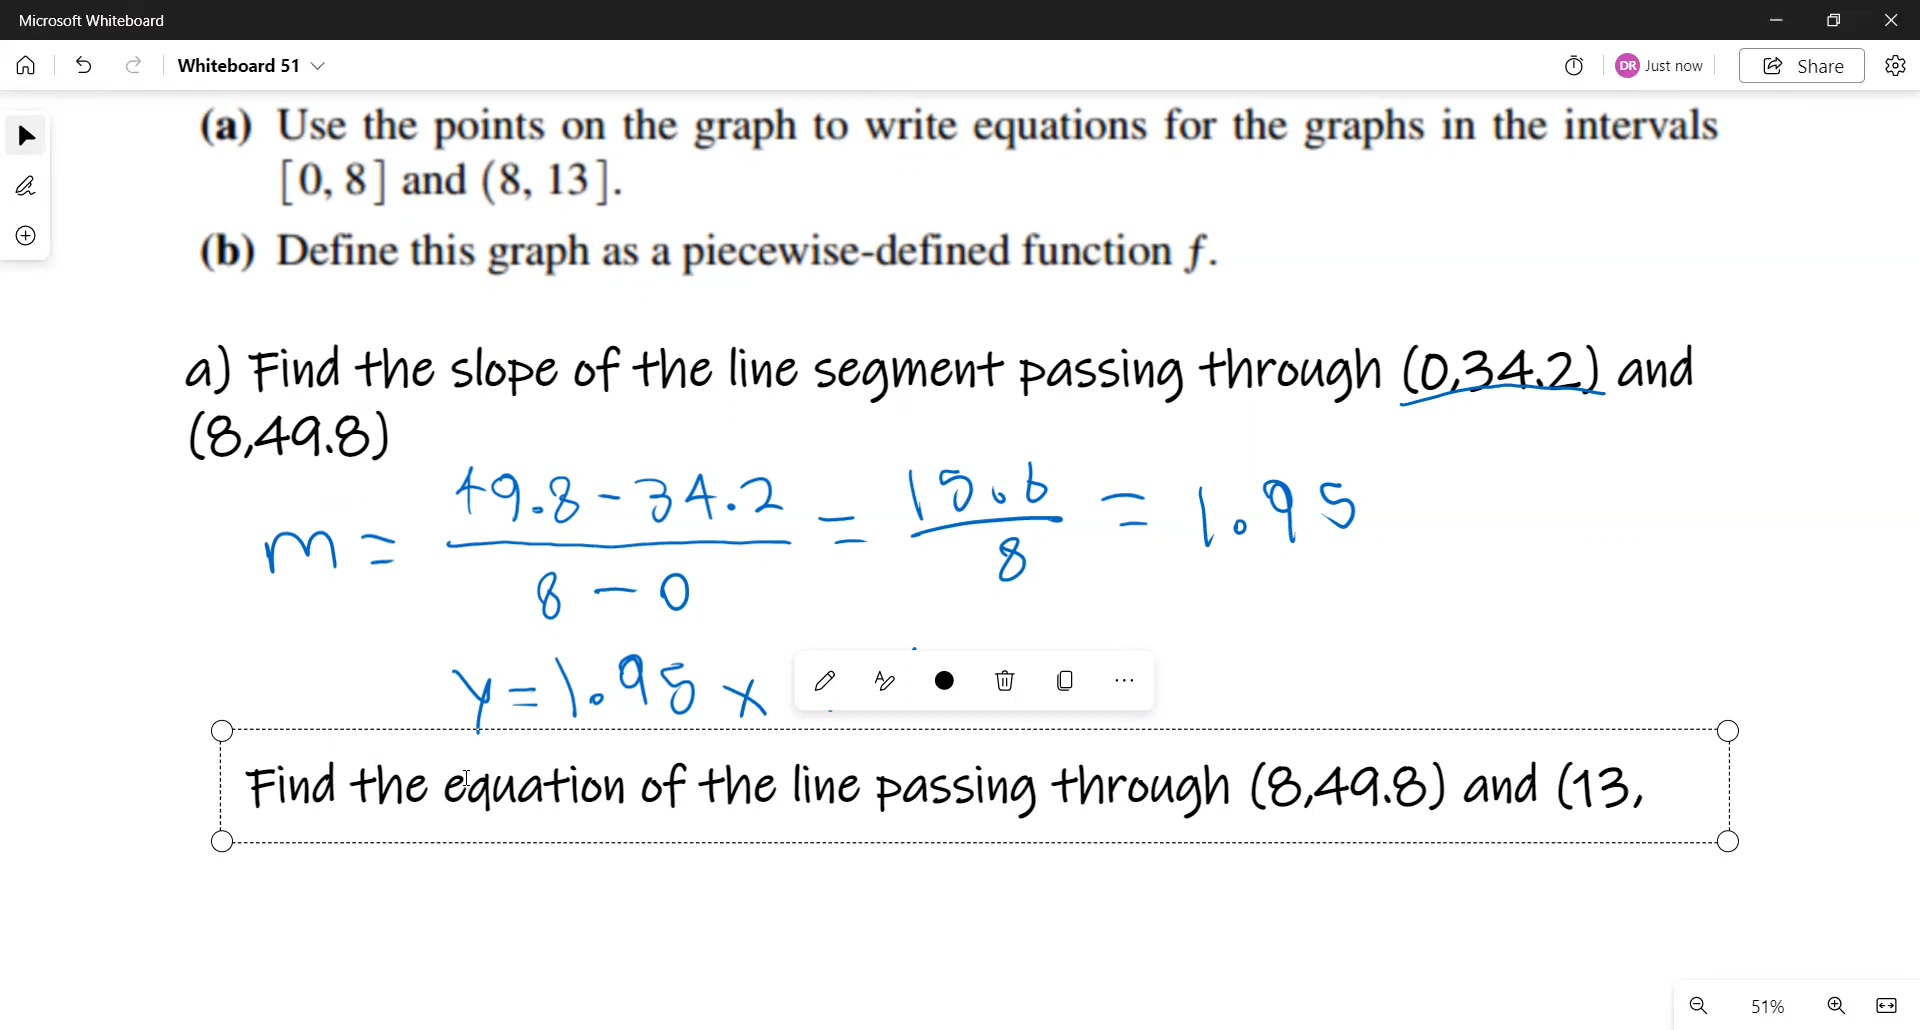 Microsoft Whiteboard
Whiteboard 51
DR Just now
Share
(a) Use the points on the graph to write equations for the graphs in the intervals
[0, 8] and (8, 13].
(b) Define this graph as a piecewise-defined function f.
a) Find the slope of the line segment passing through (0,34.2) and
(8,49.8)
m = \frac{49.8-34.2}{8-0} = \frac{15.6}{8} = 1.95
y=1.95x
Find the equation of the line passing through (8,49.8) and (13,
51%